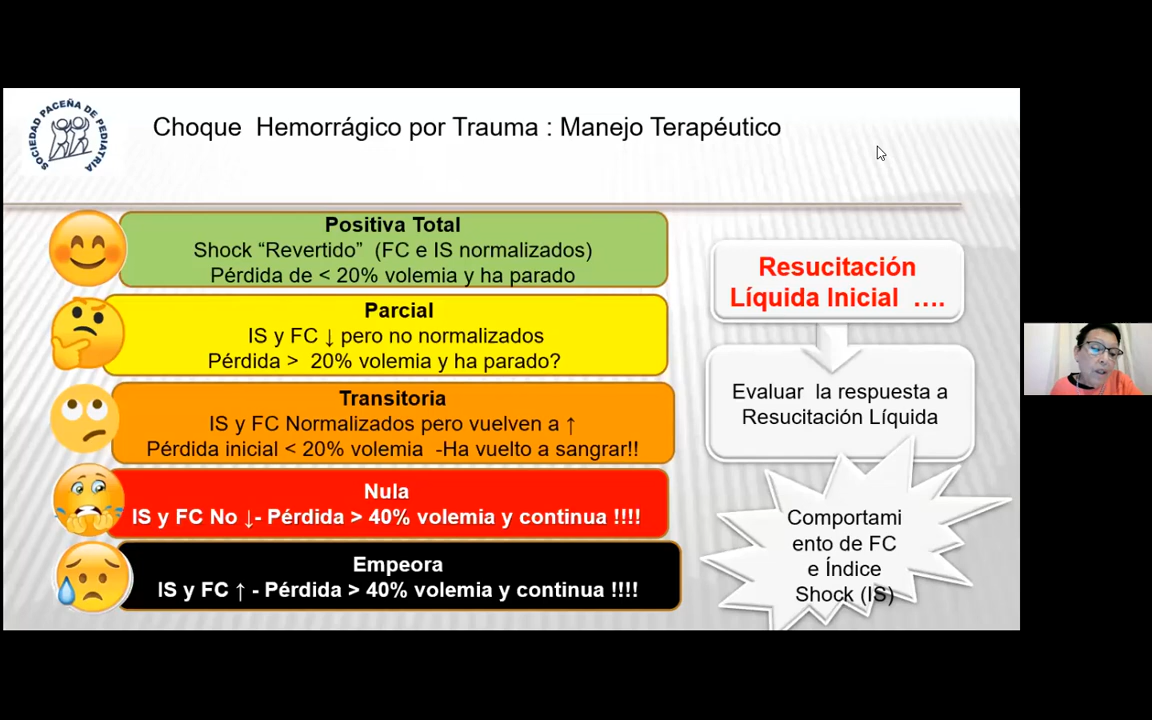 SOCIEDAD PACEÑA DE PEDIATRIA
Choque Hemorrágico por Trauma : Manejo Terapéutico
Positiva Total
Shock “Revertido” (FC e IS normalizados)
Pérdida de < 20% volemia y ha parado
Parcial
IS y FC ↓ pero no normalizados
Pérdida > 20% volemia y ha parado?
Transitoria
IS y FC Normalizados pero vuelven a ↑
Pérdida inicial < 20% volemia -Ha vuelto a sangrar!!
Nula
IS y FC No ↓- Pérdida > 40% volemia y continua !!!!
Empeora
IS y FC ↑ - Pérdida > 40% volemia y continua !!!!
Resucitación
Líquida Inicial ....
Evaluar la respuesta a
Resucitación Líquida
Comportami
ento de FC
e Índice
Shock (IS)